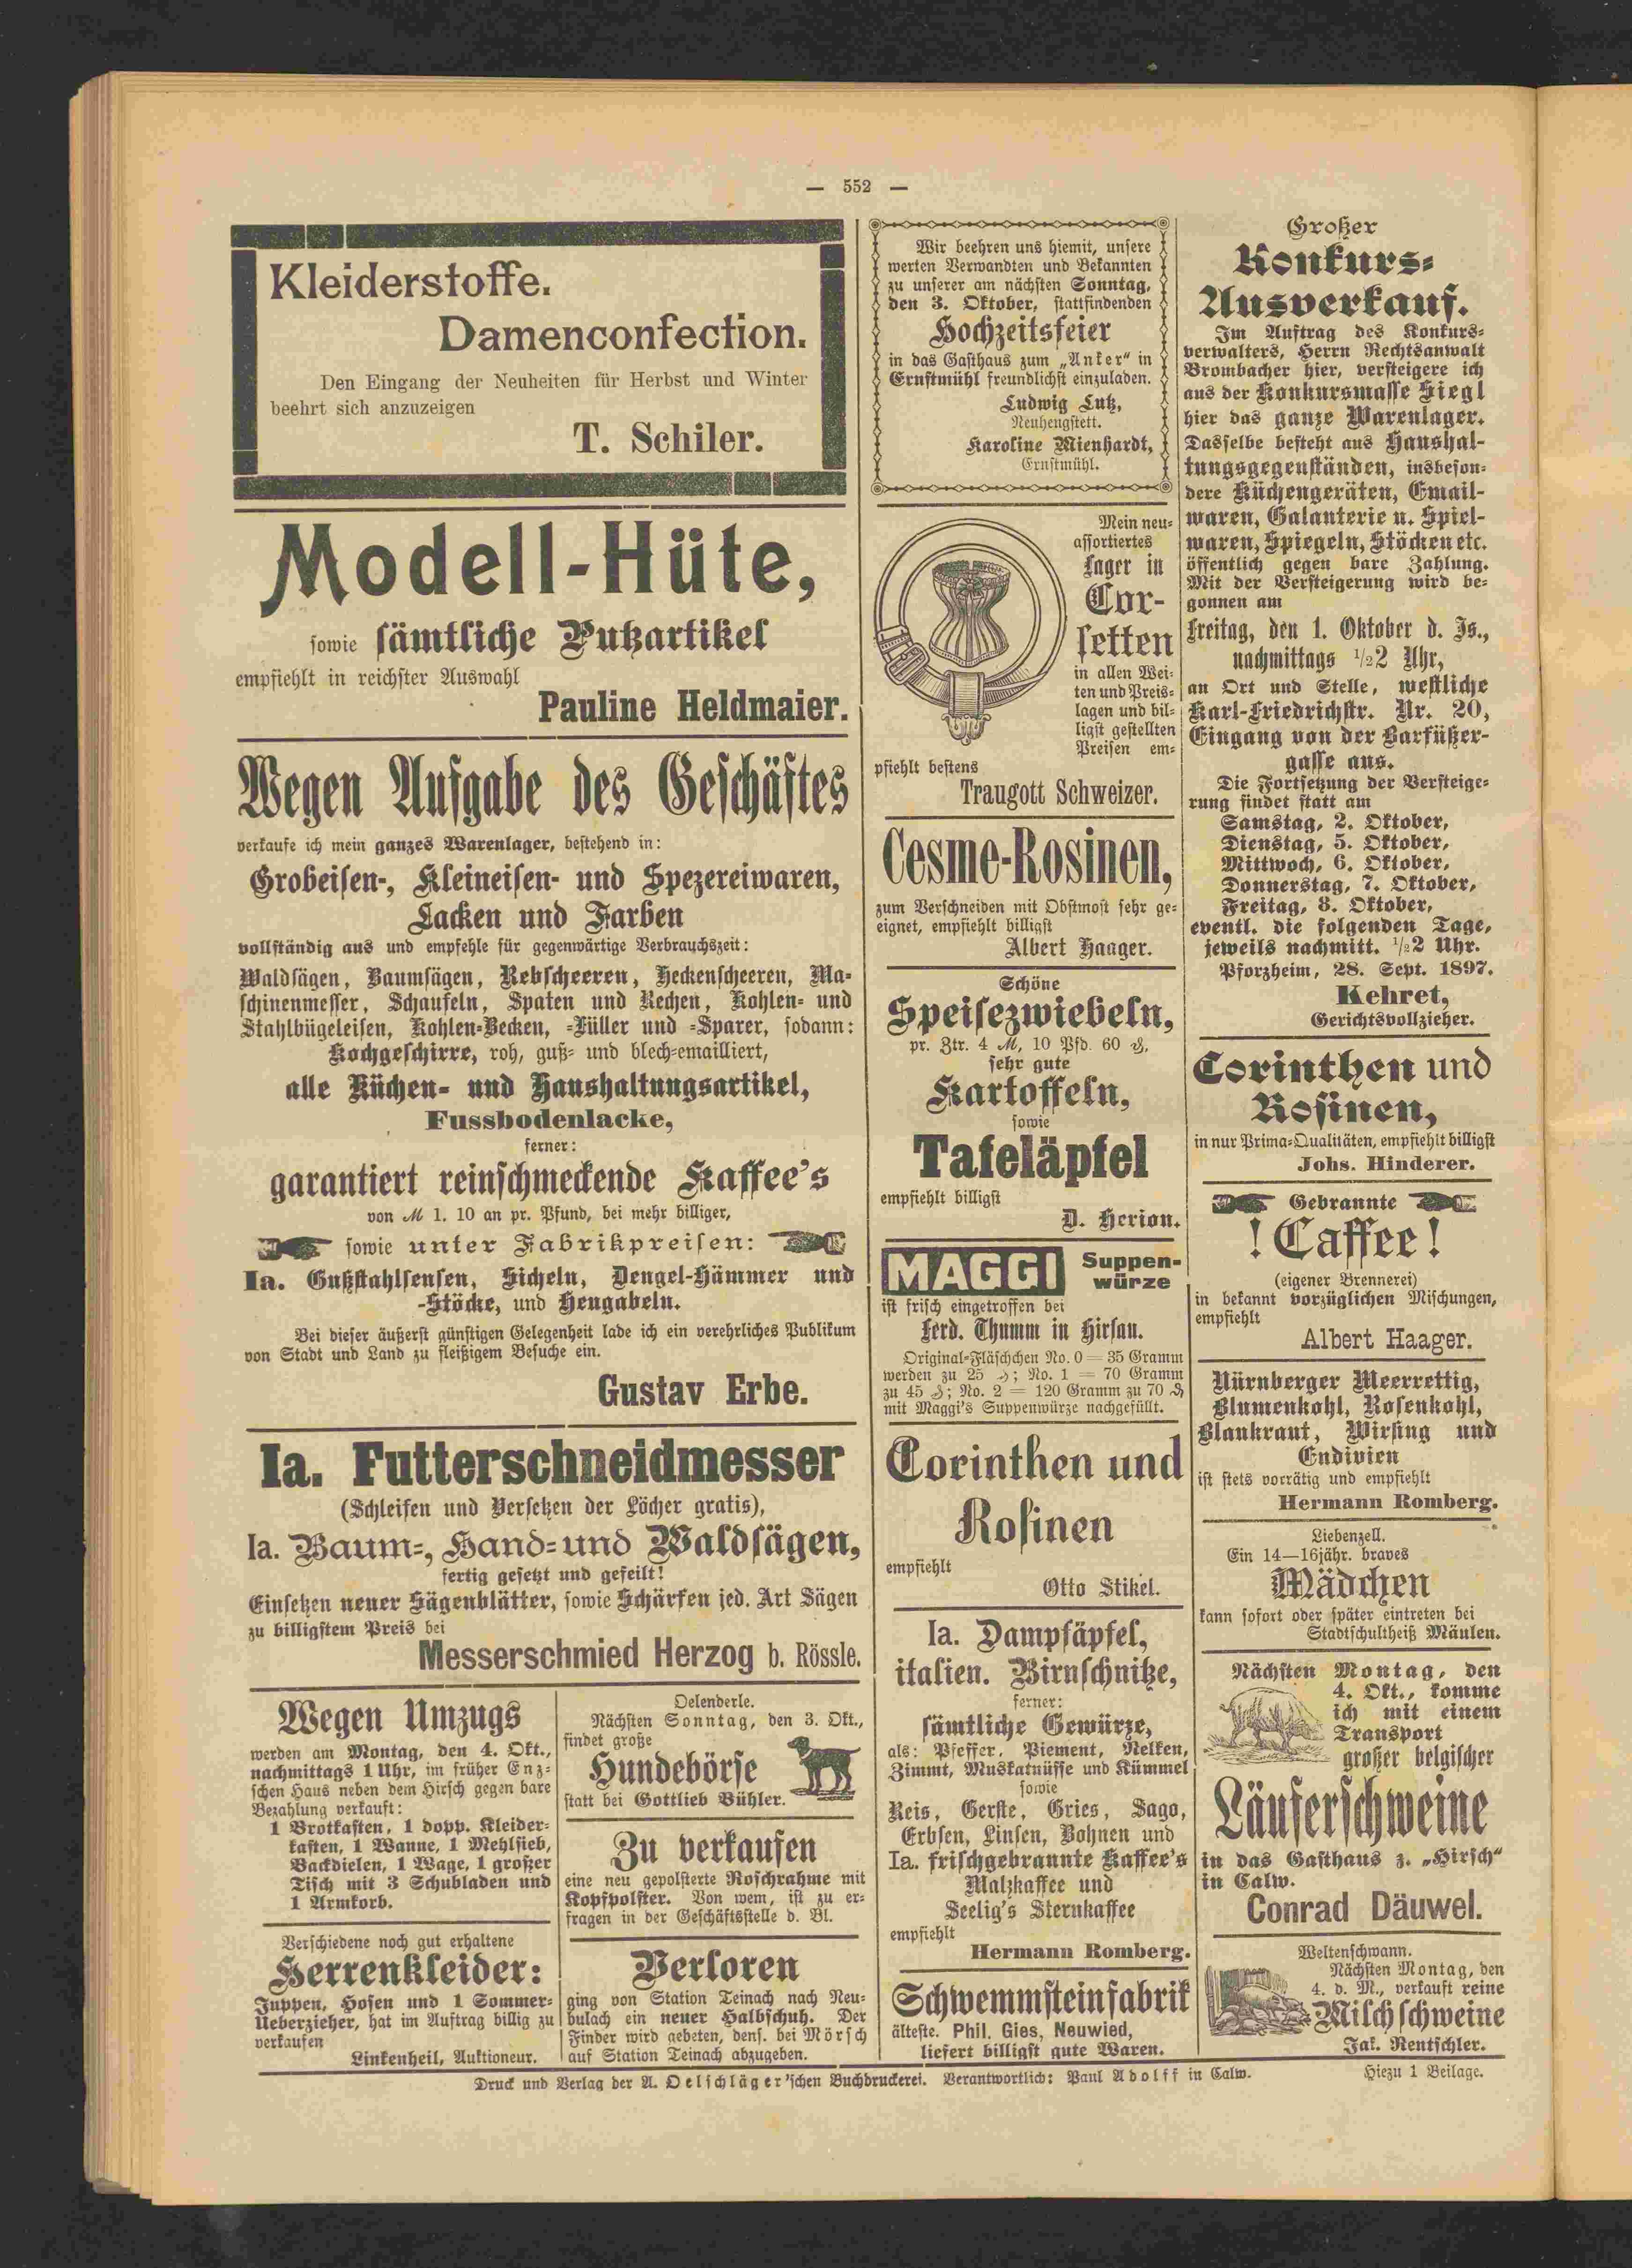 — 552 —
Kleiderstoffe.
Damenconfection.
Den Eingang der Neuheiten für Herbst und Winter
beehrt sich anzuzeigen
T. Schiler.
Modell-Hüte,
sowie sämtliche Putzartikel
empfiehlt in reichster Auswahl
Pauline Heldmaier.
Wegen Aufgabe des Geschäftes
verkaufe ich mein ganzes Warenlager, bestehend in:
Grobeisen-, Kleineisen- und Spezereiwaren,
Lacken und Farben
vollständig aus und empfehle für gegenwärtige Verbrauchszeit:
Waldsägen, Baumsägen, Rebscheeren, Heckenscheeren, Ma-
schinenmesser, Schaufeln, Spaten und Rechen, Kohlen- und
Stahlbügeleisen, Kohlen-Becken, -Füller und -Sparer, sodann:
Kochgeschirre, roh, guß- und blech-emailliert,
alle Küchen- und Haushaltungsartikel,
Fussbodenlacke,
ferner:
garantiert reinschmeckende Kaffee's
von M 1. 10 an pr. Pfund, bei mehr billiger,
sowie unter Fabrikpreisen:
Ia. Gußstahlsensen, Sicheln, Dengel-Hämmer und
-Stöcke, und Heugabeln.
Bei dieser äußerst günstigen Gelegenheit lade ich ein verehrliches Publikum
von Stadt und Land zu fleißigem Besuche ein.
Gustav Erbe.
Ia. Futterschneidmesser
(Schleifen und Versetzen der Löcher gratis),
Ia. Baum-, Hand- und Waldsägen,
fertig gesetzt und gefeilt!
Einsetzen neuer Sägenblätter, sowie Schärfen jed. Art Sägen
zu billigstem Preis bei
Messerschmied Herzog b. Rössle.
Wegen Umzugs
werden am Montag, den 4. Okt.,
nachmittags 1 Uhr, im früher Enz-
schen Haus neben dem Hirsch gegen bare
Bezahlung verkauft:
1 Brotkasten, 1 dopp. Kleider-
kasten, 1 Wanne, 1 Mehlsieb,
Backdielen, 1 Wage, 1 großer
Tisch mit 3 Schubladen und
1 Armkorb.
Verschiedene noch gut erhaltene
Herrenkleider:
Juppen, Hosen und 1 Sommer-
Ueberzieher, hat im Auftrag billig zu
verkaufen
Linkenheil, Auktioneur.
Oelenderle.
Nächsten Sonntag, den 3. Okt.,
findet große
Hundebörse
statt bei Gottlieb Bühler.
Zu verkaufen
eine neu gepolsterte Roschrahme mit
Kopfpolster. Von wem, ist zu er-
fragen in der Geschäftsstelle d. Bl.
Verloren
ging von Station Teinach nach Neu-
bulach ein neuer Halbschuh. Der
Finder wird gebeten, dens. bei Mörsch
auf Station Teinach abzugeben.
Wir beehren uns hiemit, unsere
werten Verwandten und Bekannten
zu unserer am nächsten Sonntag,
den 3. Oktober, stattfindenden
Hochzeitsfeier
in das Gasthaus zum „Anker" in
Ernstmühl freundlichst einzuladen.
Ludwig Lutz,
Neuhengstett.
Karoline Mienhardt,
Ernstmühl.
Mein neu-
assortiertes
Lager in
Cor-
setten
in allen Wei-
ten und Preis-
lagen und bil-
ligst gestellten
Preisen em-
pfiehlt bestens
Traugott Schweizer.
Cesme-Rosinen,
zum Verschneiden mit Obstmost sehr ge-
eignet, empfiehlt billigst
Albert Haager.
Schöne
Speisezwiebeln,
pr. Ztr. 4 M, 10 Pfd. 60 ₰,
sehr gute
Kartoffeln,
sowie
Tafeläpfel
empfiehlt billigst
D. Herion.
MAGGI Suppen-
würze
ist frisch eingetroffen bei
Ferd. Thumm in Hirsau.
Original-Fläschchen No. 0 = 35 Gramm
werden zu 25 ₰; No. 1 = 70 Gramm
zu 45 ₰; No. 2 = 120 Gramm zu 70 ₰
mit Maggi's Suppenwürze nachgefüllt.
Corinthen und
Rosinen
empfiehlt
Otto Stikel.
Ia. Dampfäpfel,
italien. Birnschnitze,
ferner:
sämtliche Gewürze,
als: Pfeffer, Piement, Nelken,
Zimmt, Muskatnüsse und Kümmel
sowie
Reis, Gerste, Gries, Sago,
Erbsen, Linsen, Bohnen und
Ia. frischgebrannte Kaffee's
Malzkaffee und
Seelig's Sternkaffee
empfiehlt
Hermann Romberg.
Schwemmsteinfabrik
älteste. Phil. Gies, Neuwied,
liefert billigst gute Waren.
Großer
Konkurs-
Ausverkauf.
Im Auftrag des Konkurs-
verwalters, Herrn Rechtsanwalt
Brombacher hier, versteigere ich
aus der Konkursmasse Siegl
hier das ganze Warenlager.
Dasselbe besteht aus Haushal-
tungsgegenständen, insbeson-
dere Küchengeräten, Email-
waren, Galanterie u. Spiel-
waren, Spiegeln, Stöcken etc.
öffentlich gegen bare Zahlung.
Mit der Versteigerung wird be-
gonnen am
Freitag, den 1. Oktober d. Js.,
nachmittags 1/2 2 Uhr,
an Ort und Stelle, westliche
Karl-Friedrichstr. Nr. 20,
Eingang von der Barfüßer-
gasse aus.
Die Fortsetzung der Versteige-
rung findet statt am
Samstag, 2. Oktober,
Dienstag, 5. Oktober,
Mittwoch, 6. Oktober,
Donnerstag, 7. Oktober,
Freitag, 8. Oktober,
eventl. die folgenden Tage,
jeweils nachmitt. 1/2 2 Uhr.
Pforzheim, 28. Sept. 1897.
Kehret,
Gerichtsvollzieher.
Corinthen und
Rosinen,
in nur Prima-Qualitäten, empfiehlt billigst
Johs. Hinderer.
Gebrannte
! Caffee !
(eigener Brennerei)
in bekannt vorzüglichen Mischungen,
empfiehlt
Albert Haager.
Nürnberger Meerrettig,
Blumenkohl, Rosenkohl,
Blaukraut, Wirsing und
Endivien
ist stets vorrätig und empfiehlt
Hermann Romberg.
Liebenzell.
Ein 14—16jähr. braves
Mädchen
kann sofort oder später eintreten bei
Stadtschultheiß Mäulen.
Nächsten Montag, den
4. Okt., komme
ich mit einem
Transport
großer belgischer
Läuferschweine
in das Gasthaus z. „Hirsch"
in Calw.
Conrad Däuwel.
Weltenschwann.
Nächsten Montag, den
4. d. M., verkauft reine
Milchschweine
Jak. Rentschler.
Druck und Verlag der A. Oelschläger'schen Buchdruckerei. Verantwortlich: Paul Adolff in Calw.
Hiezu 1 Beilage.